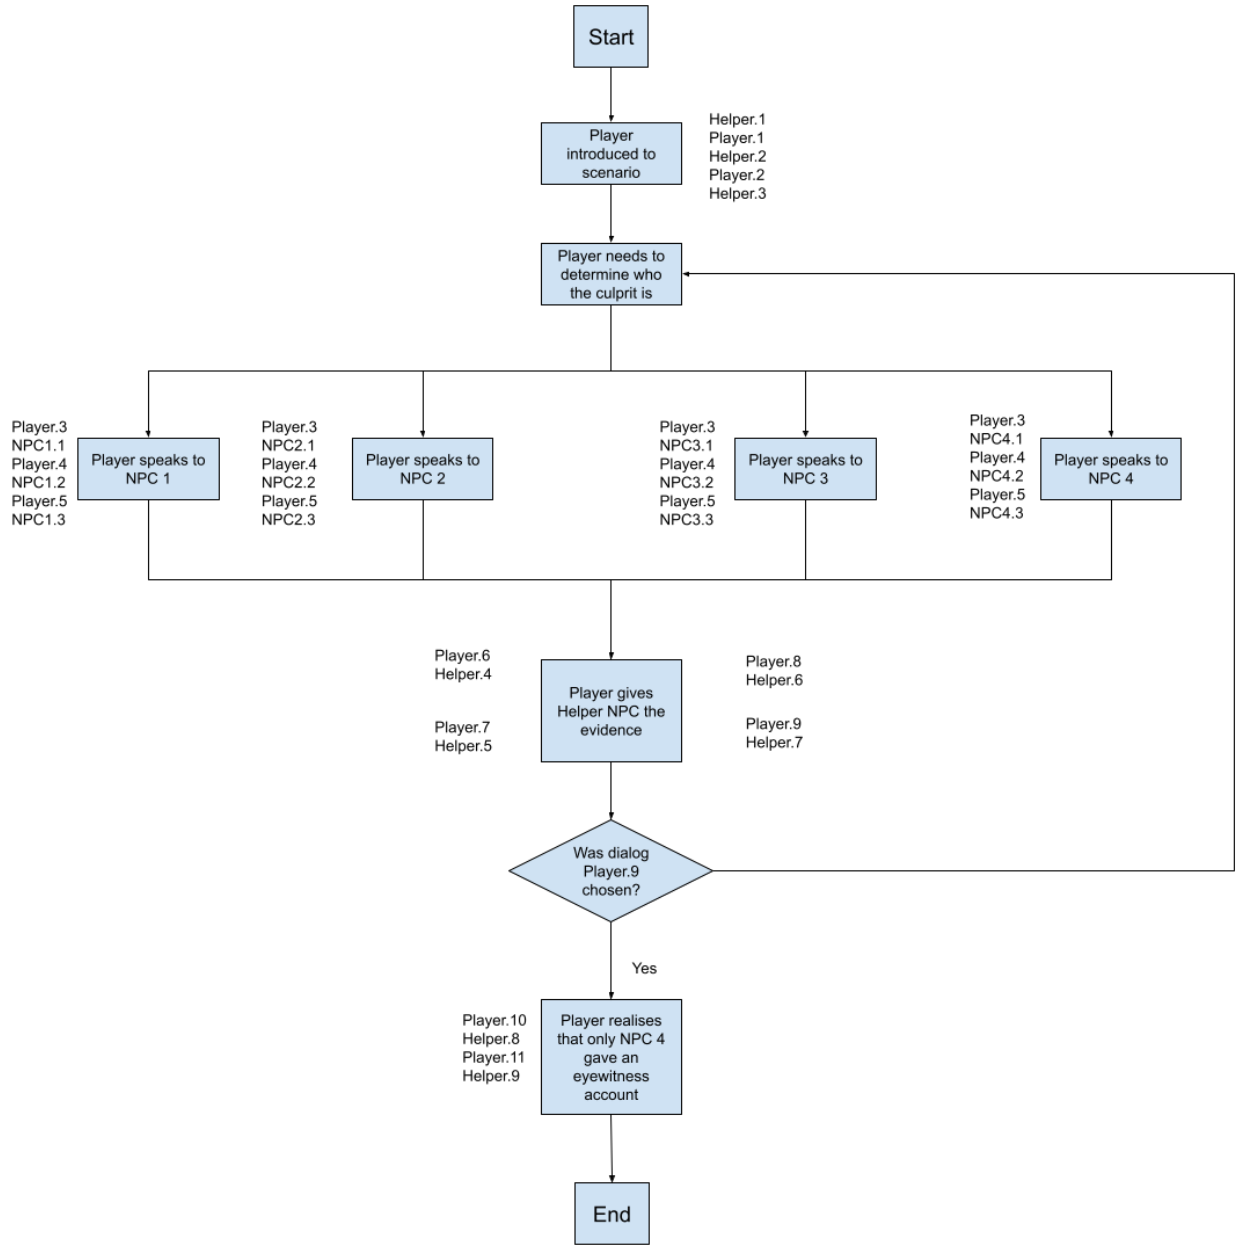 Start
Player
introduced to
scenario
Helper.1
Player.1
Helper.2
Player.2
Helper.3
Player needs to
determine who
the culprit is
Player.3
NPC1.1
Player.4
NPC1.2
Player.5
NPC1.3
Player speaks to
NPC 1
Player.3
NPC2.1
Player.4
NPC2.2
Player.5
NPC2.3
Player speaks to
NPC 2
Player.3
NPC3.1
Player.4
NPC3.2
Player.5
NPC3.3
Player speaks to
NPC 3
Player.3
NPC4.1
Player.4
NPC4.2
Player.5
NPC4.3
Player speaks to
NPC 4
Player.6
Helper.4
Player.7
Helper.5
Player gives
Helper NPC the
evidence
Player.8
Helper.6
Player.9
Helper.7
Was dialog
Player.9
chosen?
Yes
Player.10
Helper.8
Player.11
Helper.9
Player realises
that only NPC 4
gave an
eyewitness
account
End